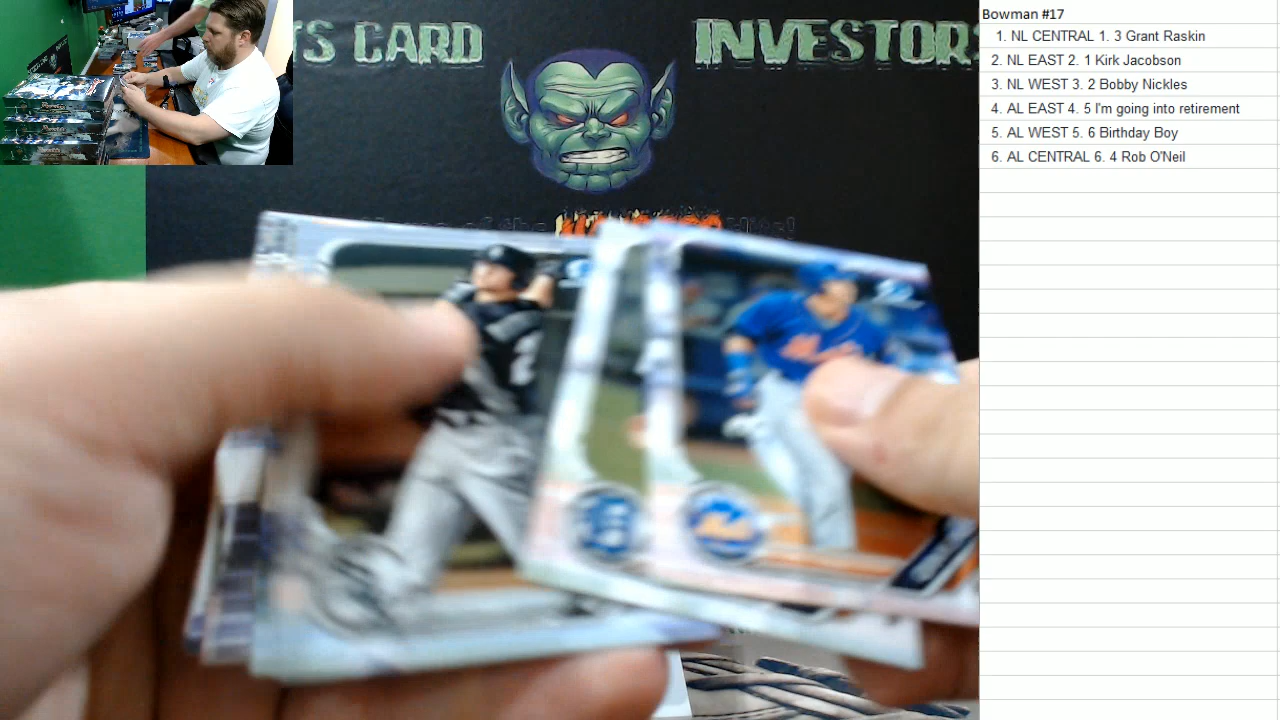 TS CARD INVESTORS
Bowman #17
1. NL CENTRAL 1. 3 Grant Raskin
2. NL EAST 2. 1 Kirk Jacobson
3. NL WEST 3. 2 Bobby Nickles
4. AL EAST 4. 5 I'm going into retirement
5. AL WEST 5. 6 Birthday Boy
6. AL CENTRAL 6. 4 Rob O'Neil
Mets